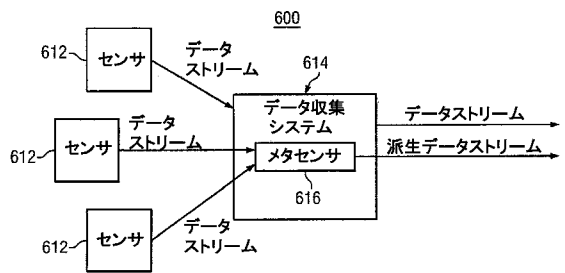 600
612
センサ
データ
ストリーム
614
データ収集
システム
データストリーム
612
センサ
データ
ストリーム
メタセンサ
派生データストリーム
616
612
センサ
データ
ストリーム